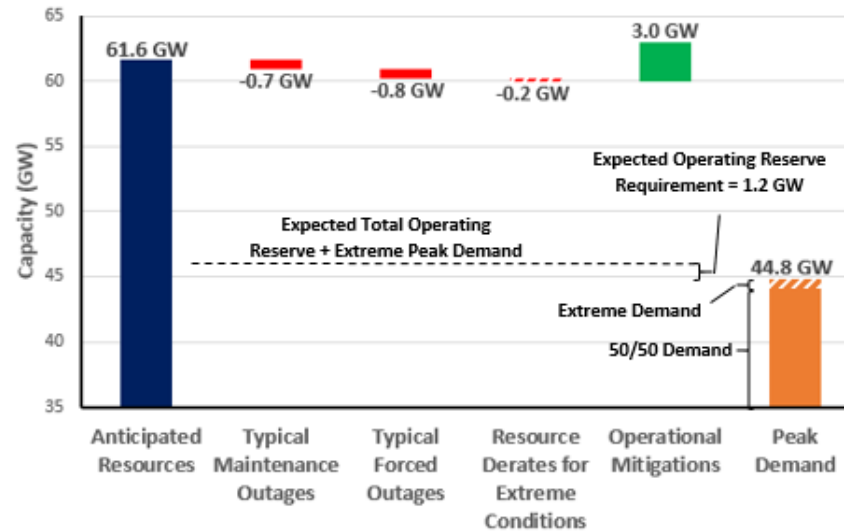 65
60
55
50
45
40
35
Capacity (GW)
61.6 GW
-0.7 GW
-0.8 GW
-0.2 GW
3.0 GW
Expected Operating Reserve
Requirement = 1.2 GW
Expected Total Operating
Reserve + Extreme Peak Demand
44.8 GW
Extreme Demand
50/50 Demand
Anticipated
Resources
Typical
Maintenance
Outages
Typical
Forced
Outages
Resource
Derates for
Extreme
Conditions
Operational
Mitigations
Peak
Demand